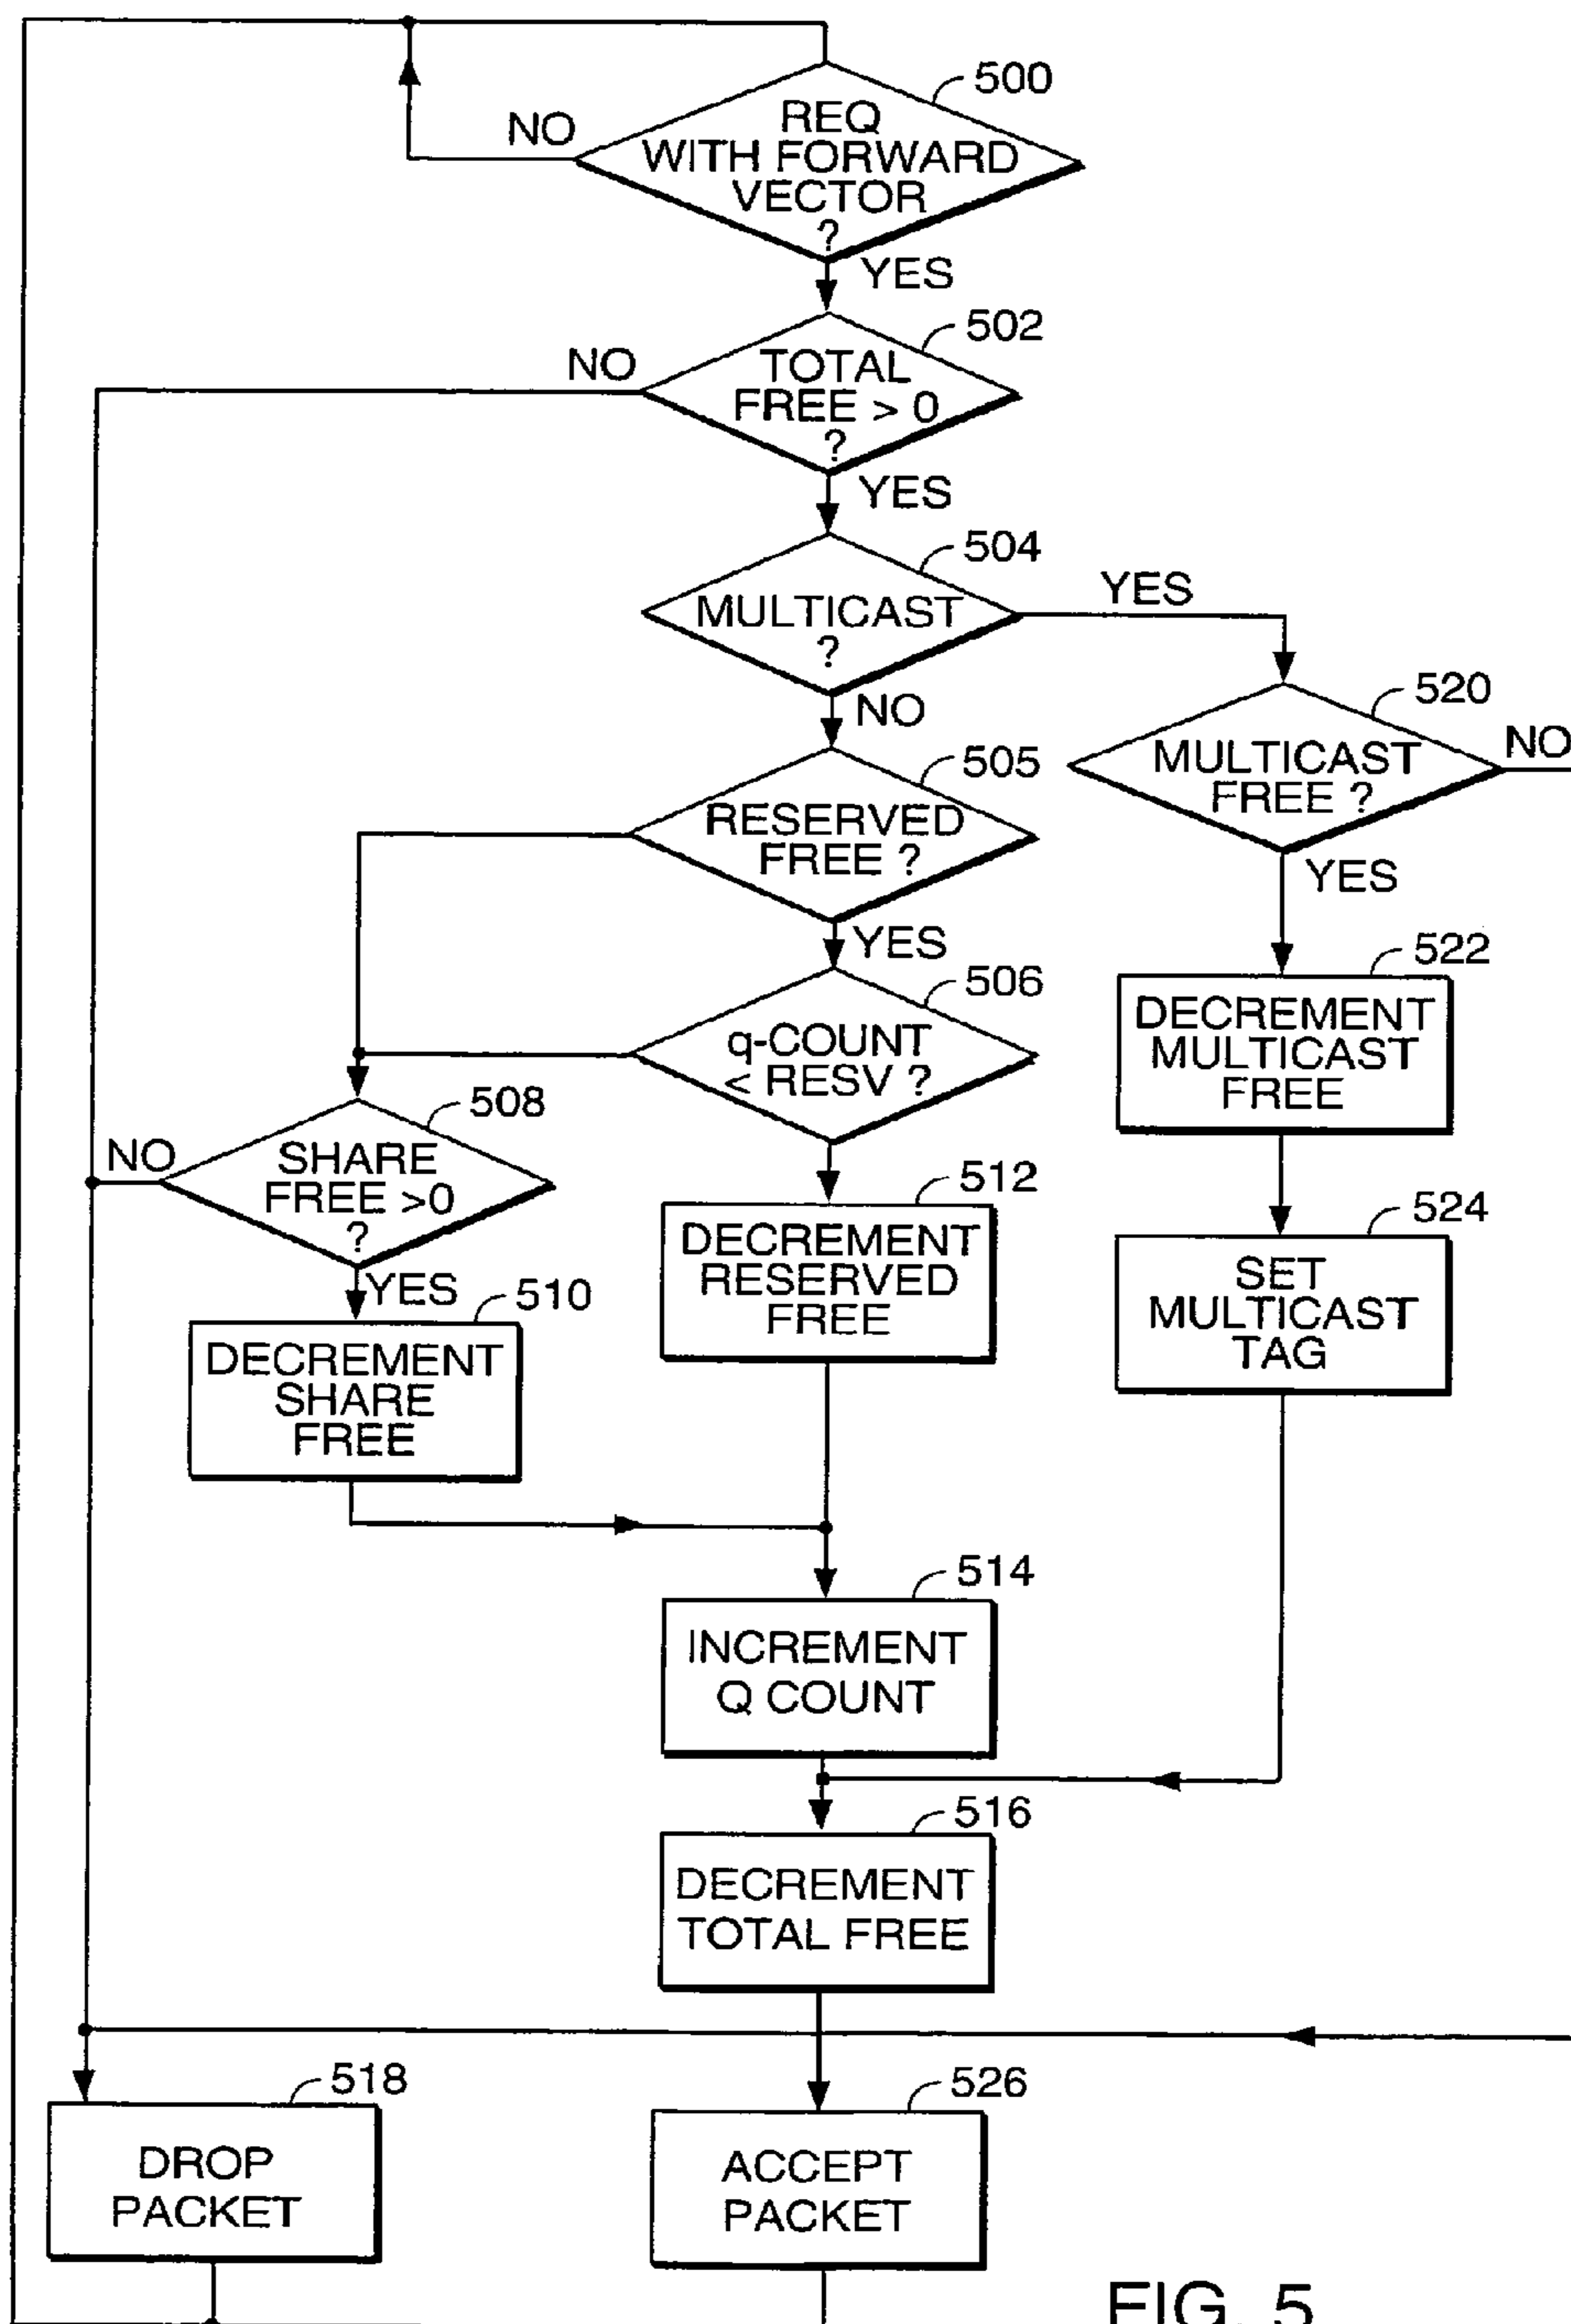 500
REQ
WITH FORWARD
VECTOR
?
NO
YES
502
TOTAL
FREE > 0
?
NO
YES
504
MULTICAST
?
YES
NO
520
MULTICAST
FREE ?
NO
YES
505
RESERVED
FREE ?
YES
506
q-COUNT
< RESV ?
522
DECREMENT
MULTICAST
FREE
508
SHARE
FREE >0
?
NO
YES
512
DECREMENT
RESERVED
FREE
524
SET
MULTICAST
TAG
510
DECREMENT
SHARE
FREE
514
INCREMENT
Q COUNT
516
DECREMENT
TOTAL FREE
518
DROP
PACKET
526
ACCEPT
PACKET
FIG. 5